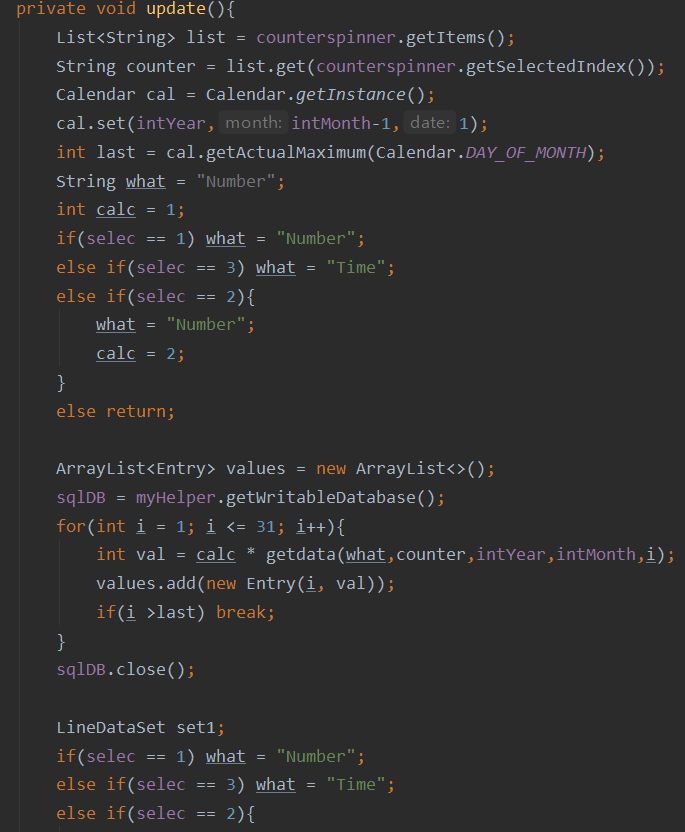 private void update(){
List<String> list = counterspinner.getItems();
String counter = list.get(counterspinner.getSelectedIndex());
Calendar cal = Calendar.getInstance();
cal.set(intYear, month: intMonth-1, date: 1);
int last = cal.getActualMaximum(Calendar.DAY_OF_MONTH);
String what = "Number";
int calc = 1;
if(selec == 1) what = "Number";
else if(selec == 3) what = "Time";
else if(selec == 2){
what = "Number";
calc = 2;
}
else return;
ArrayList<Entry> values = new ArrayList<>();
sqlDB = myHelper.getWritableDatabase();
for(int i = 1; i <= 31; i++){
int val = calc * getdata(what,counter,intYear,intMonth,i);
values.add(new Entry(i, val));
if(i >last) break;
}
sqlDB.close();
LineDataSet set1;
if(selec == 1) what = "Number";
else if(selec == 3) what = "Time";
else if(selec == 2){